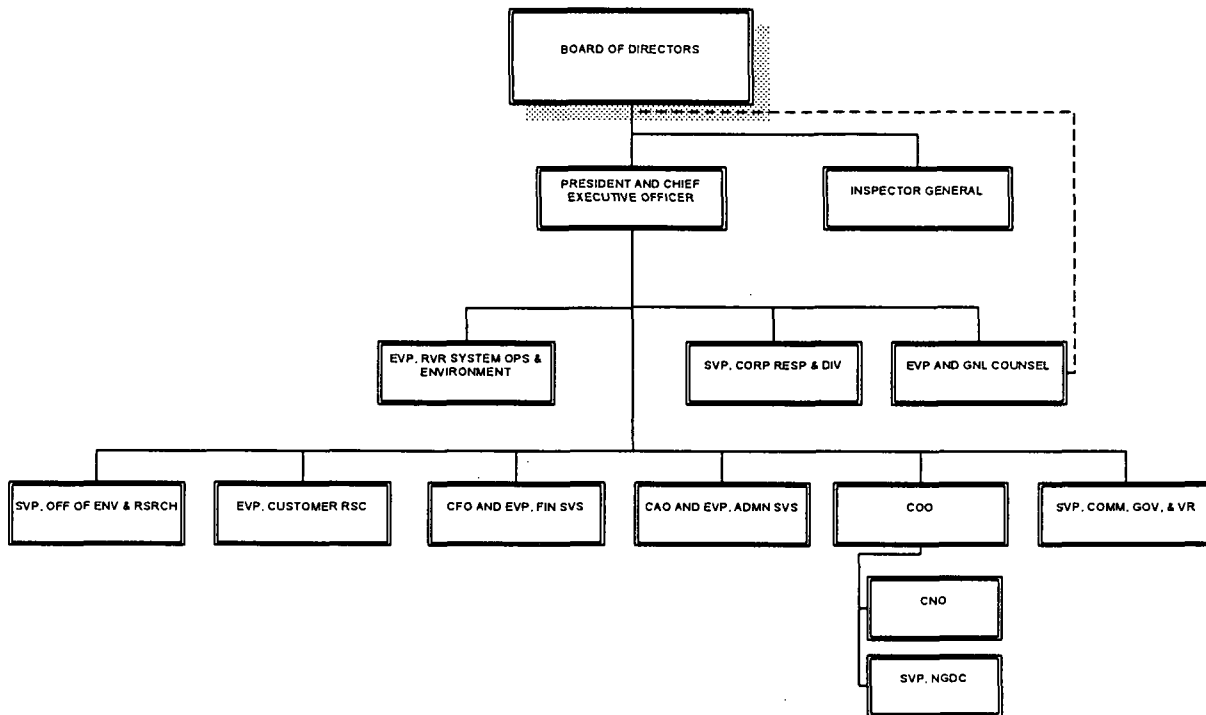 BOARD OF DIRECTORS
PRESIDENT AND CHIEF
EXECUTIVE OFFICER
INSPECTOR GENERAL
EVP, RVR SYSTEM OPS &
ENVIRONMENT
SVP, CORP RESP & DIV
EVP AND GNL COUNSEL
SVP, OFF OF ENV & RSRCH
EVP, CUSTOMER RSC
CFO AND EVP, FIN SVS
CAO AND EVP, ADMN SVS
COO
SVP, COMM, GOV, & VR
CNO
SVP, NGDC